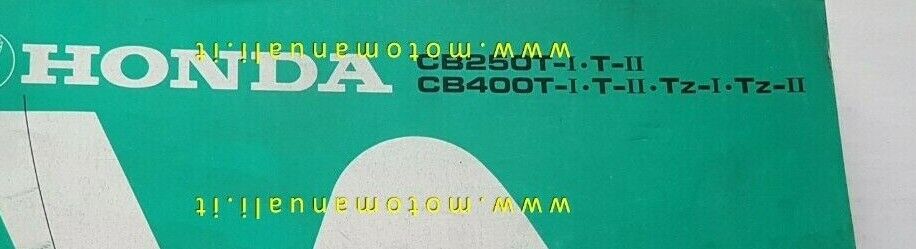 HONDA
CB250T-I·T-II
CB400T-I·T-II·Tz-I·Tz-II
www.motomanuali.it
www.motomanuali.it